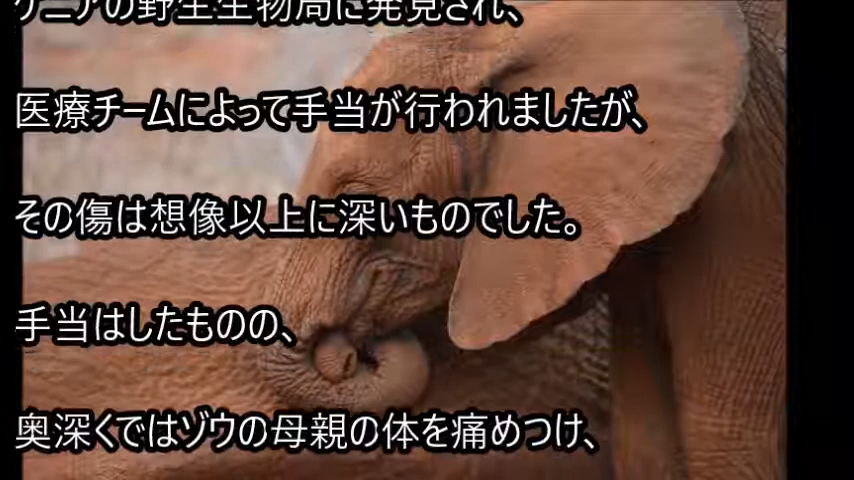 ケニアの野生生物局に発見され、
医療チームによって手当が行われましたが、
その傷は想像以上に深いものでした。
手当はしたものの、
奥深くではゾウの母親の体を痛めつけ、